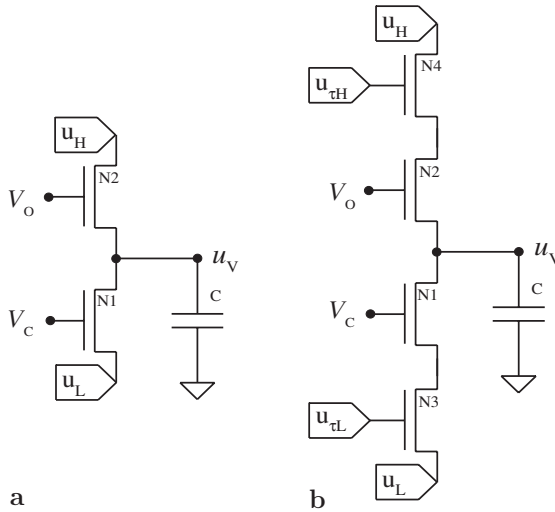 u_H
N2
V_O
u_V
N1
C
V_C
u_L
a
u_H
N4
u_τH
N2
V_O
u_V
N1
C
V_C
N3
u_τL
u_L
b